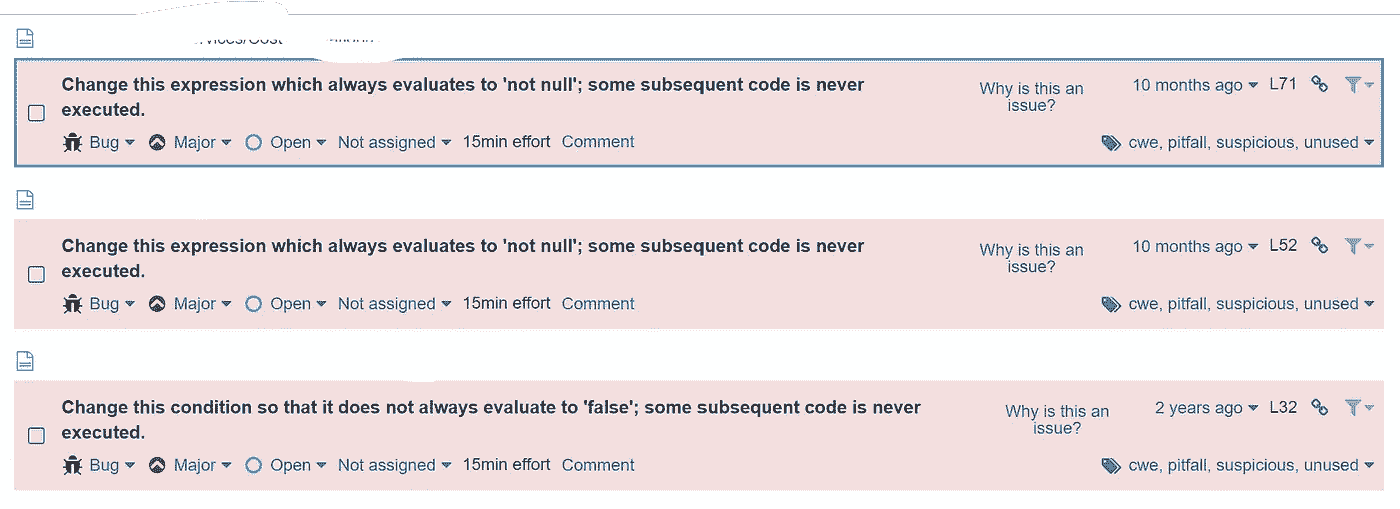 Change this expression which always evaluates to 'not null'; some subsequent code is never
executed.
Why is this an
issue?
10 months ago L71
Bug Major Open Not assigned 15min effort Comment
cwe, pitfall, suspicious, unused
Change this expression which always evaluates to 'not null'; some subsequent code is never
executed.
Why is this an
issue?
10 months ago L52
Bug Major Open Not assigned 15min effort Comment
cwe, pitfall, suspicious, unused
Change this condition so that it does not always evaluate to 'false'; some subsequent code is never
executed.
Why is this an
issue?
2 years ago L32
Bug Major Open Not assigned 15min effort Comment
cwe, pitfall, suspicious, unused